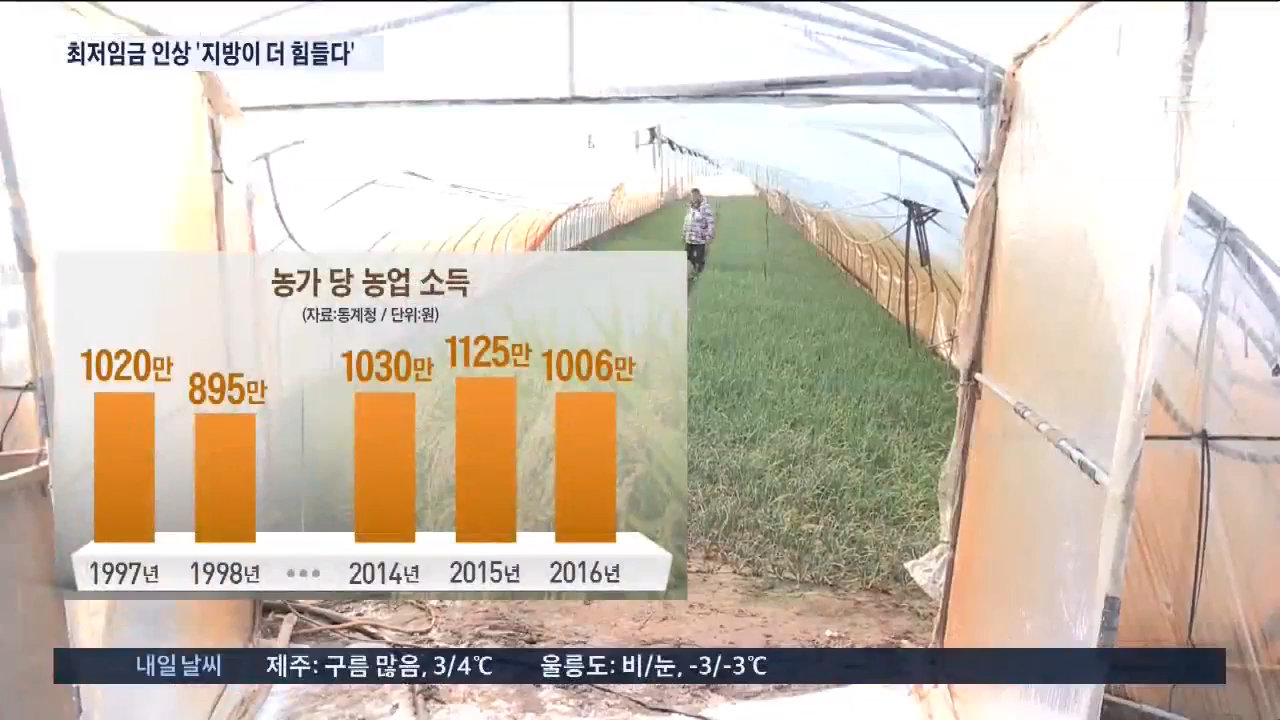 최저임금 인상 '지방이 더 힘들다'
농가 당 농업 소득
(자료:통계청 / 단위:원)
1020만
895만
1030만
1125만
1006만
1997년
1998년
2014년
2015년
2016년
내일 날씨 제주: 구름 많음, 3/4℃ 울릉도: 비/눈, -3/-3℃